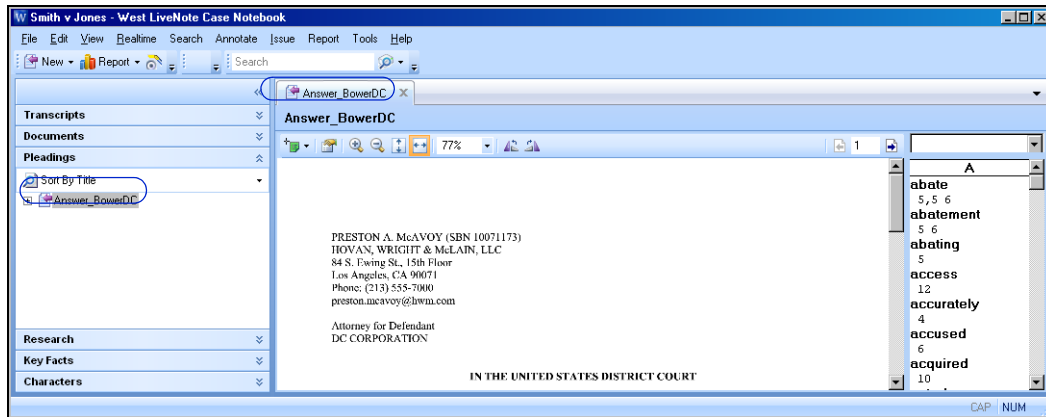 Smith v Jones - West LiveNote Case Notebook
File Edit View Realtime Search Annotate Issue Report Tools Help
New Report Search
Answer_BowerDC
Transcripts
Documents
Pleadings
Sort By Title
Answer_BowerDC
Research
Key Facts
Characters
Answer_BowerDC
77% 1
PRESTON A. McAVOY (SBN 10071173)
HOVAN, WRIGHT & McLAIN, LLC
84 S. Ewing St., 15th Floor
Los Angeles, CA 90071
Phone: (213) 555-7000
preston.mcavoy@hwm.com
Attorney for Defendant
DC CORPORATION
IN THE UNITED STATES DISTRICT COURT
A
abate
5,5 6
abatement
5 6
abating
5
access
12
accurately
4
accused
6
acquired
10
CAP NUM